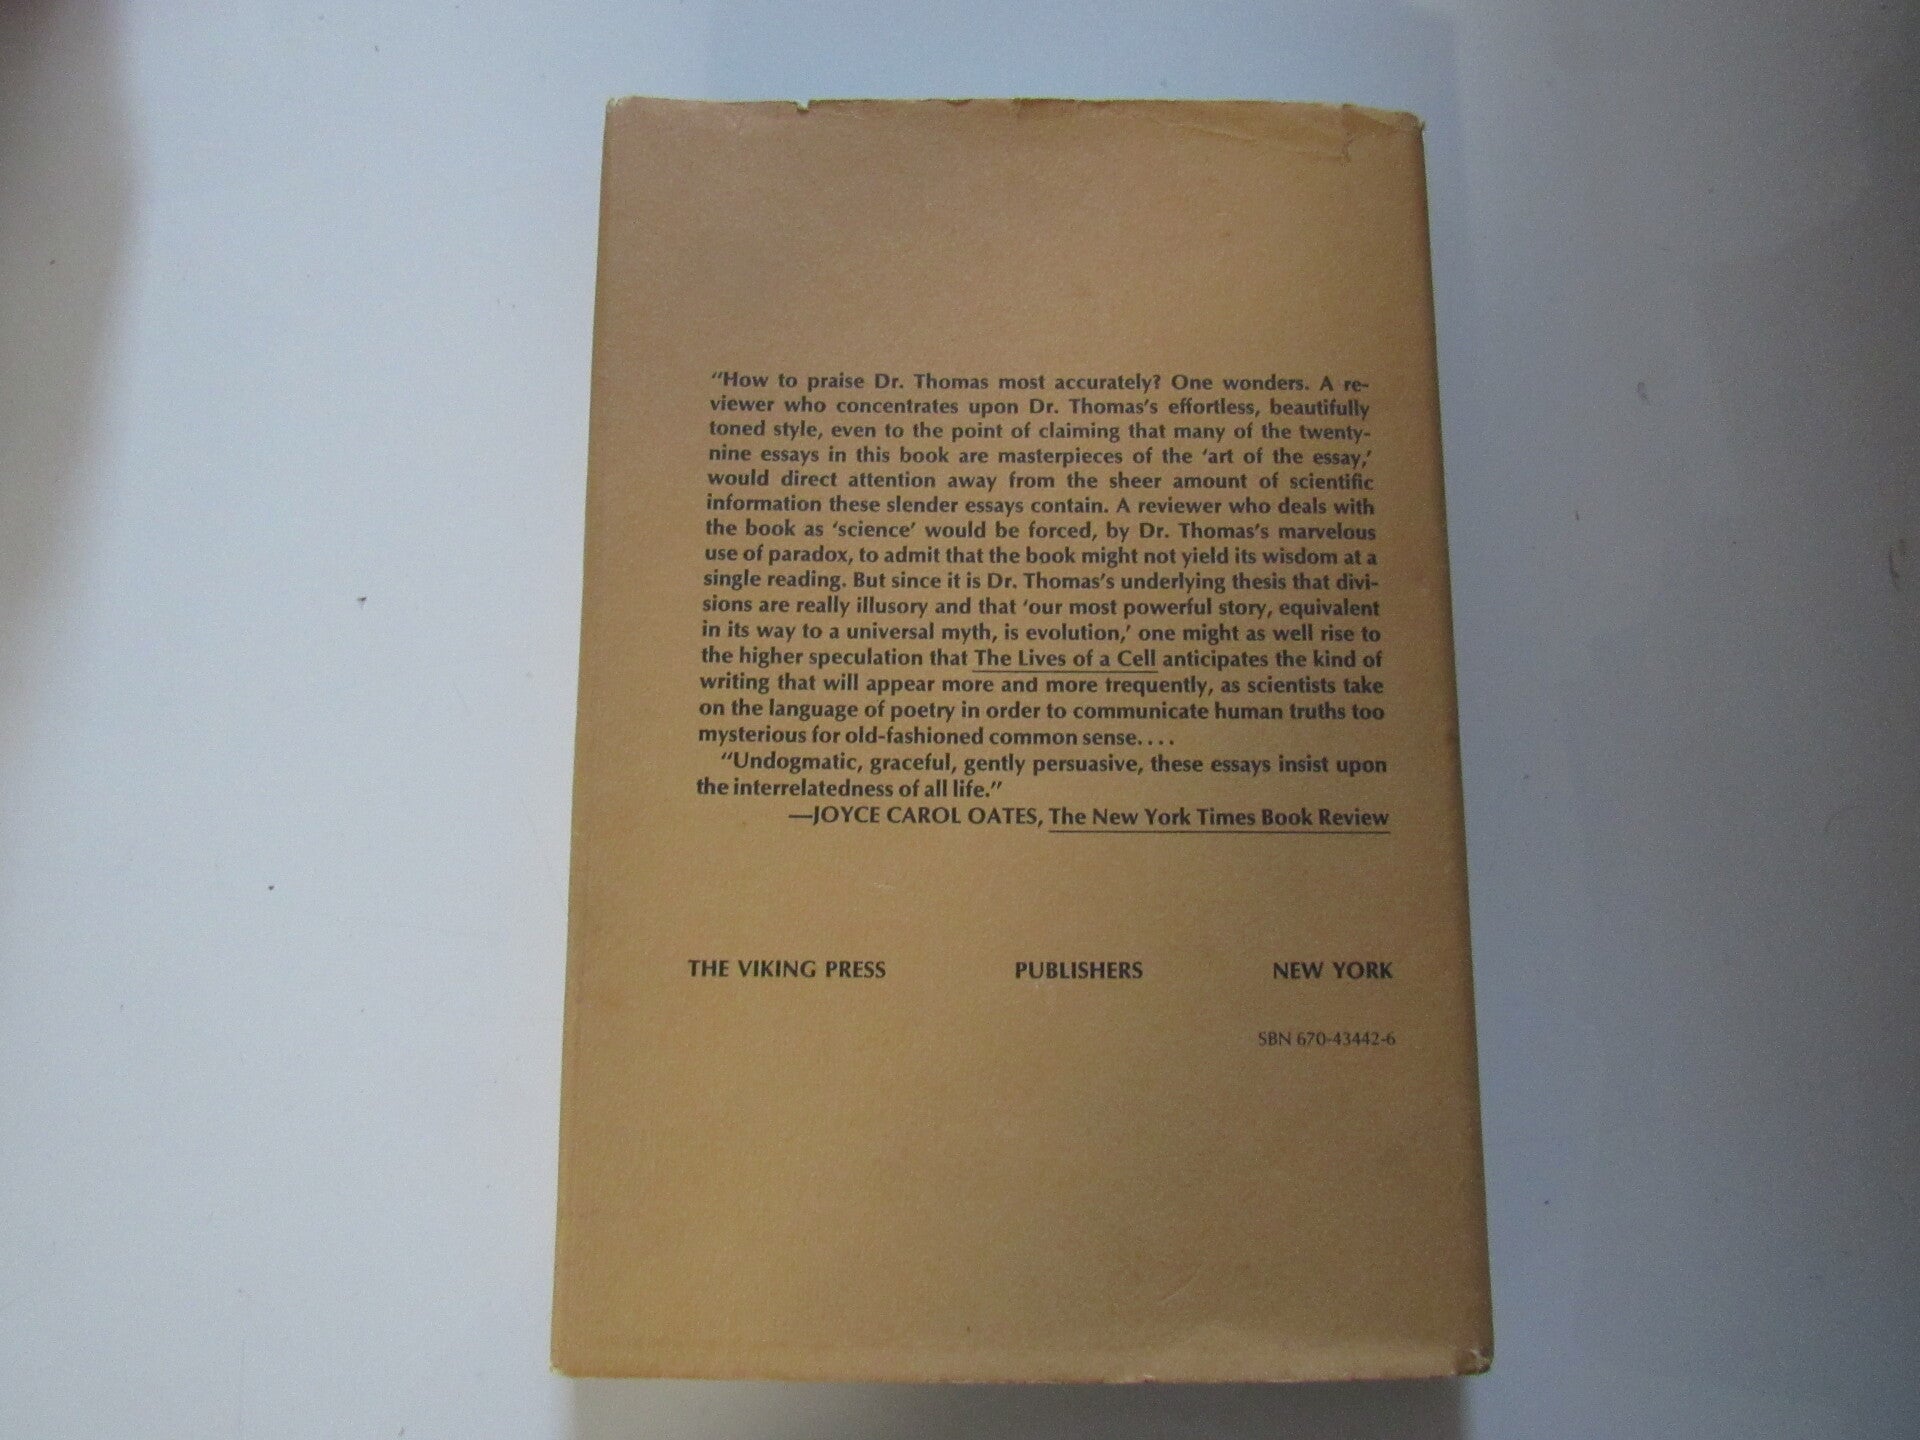 "How to praise Dr. Thomas most accurately? One wonders. A re-
viewer who concentrates upon Dr. Thomas's effortless, beautifully
toned style, even to the point of claiming that many of the twenty-
nine essays in this book are masterpieces of the 'art of the essay,'
would direct attention away from the sheer amount of scientific
information these slender essays contain. A reviewer who deals with
the book as 'science' would be forced, by Dr. Thomas's marvelous
use of paradox, to admit that the book might not yield its wisdom at a
single reading. But since it is Dr. Thomas's underlying thesis that divi-
sions are really illusory and that 'our most powerful story, equivalent
in its way to a universal myth, is evolution,' one might as well rise to
the higher speculation that The Lives of a Cell anticipates the kind of
writing that will appear more and more frequently, as scientists take
on the language of poetry in order to communicate human truths too
mysterious for old-fashioned common sense....
"Undogmatic, graceful, gently persuasive, these essays insist upon
the interrelatedness of all life."
—JOYCE CAROL OATES, The New York Times Book Review
THE VIKING PRESS PUBLISHERS NEW YORK
SBN 670-43442-6